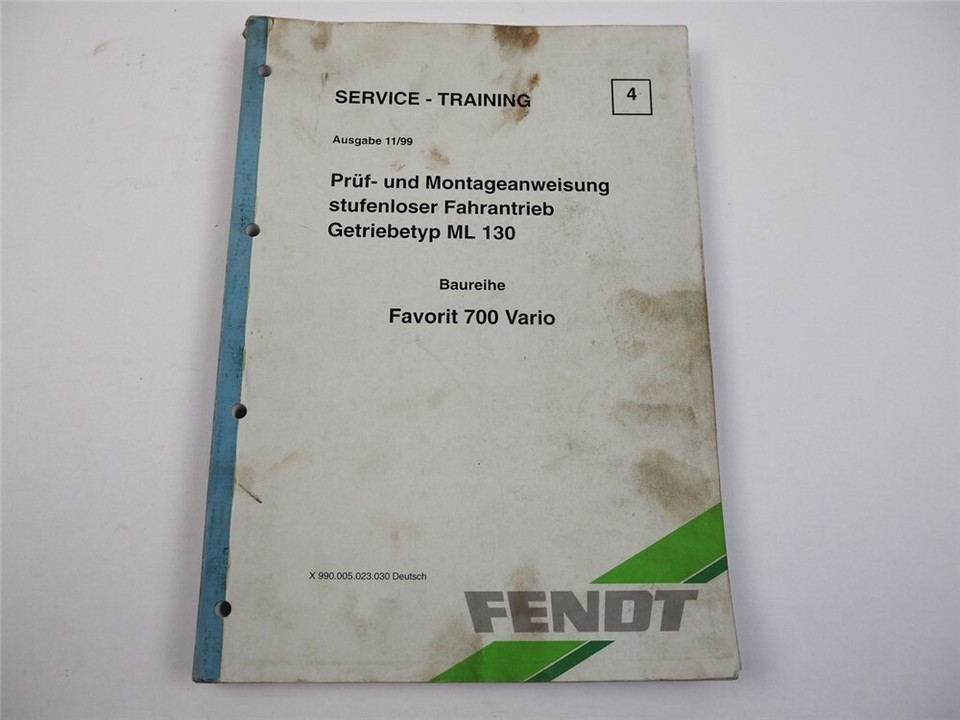 SERVICE - TRAINING
4
Ausgabe 11/99
Prüf- und Montageanweisung
stufenloser Fahrantrieb
Getriebetyp ML 130
Baureihe
Favorit 700 Vario
X 990.005.023.030 Deutsch
FENDT